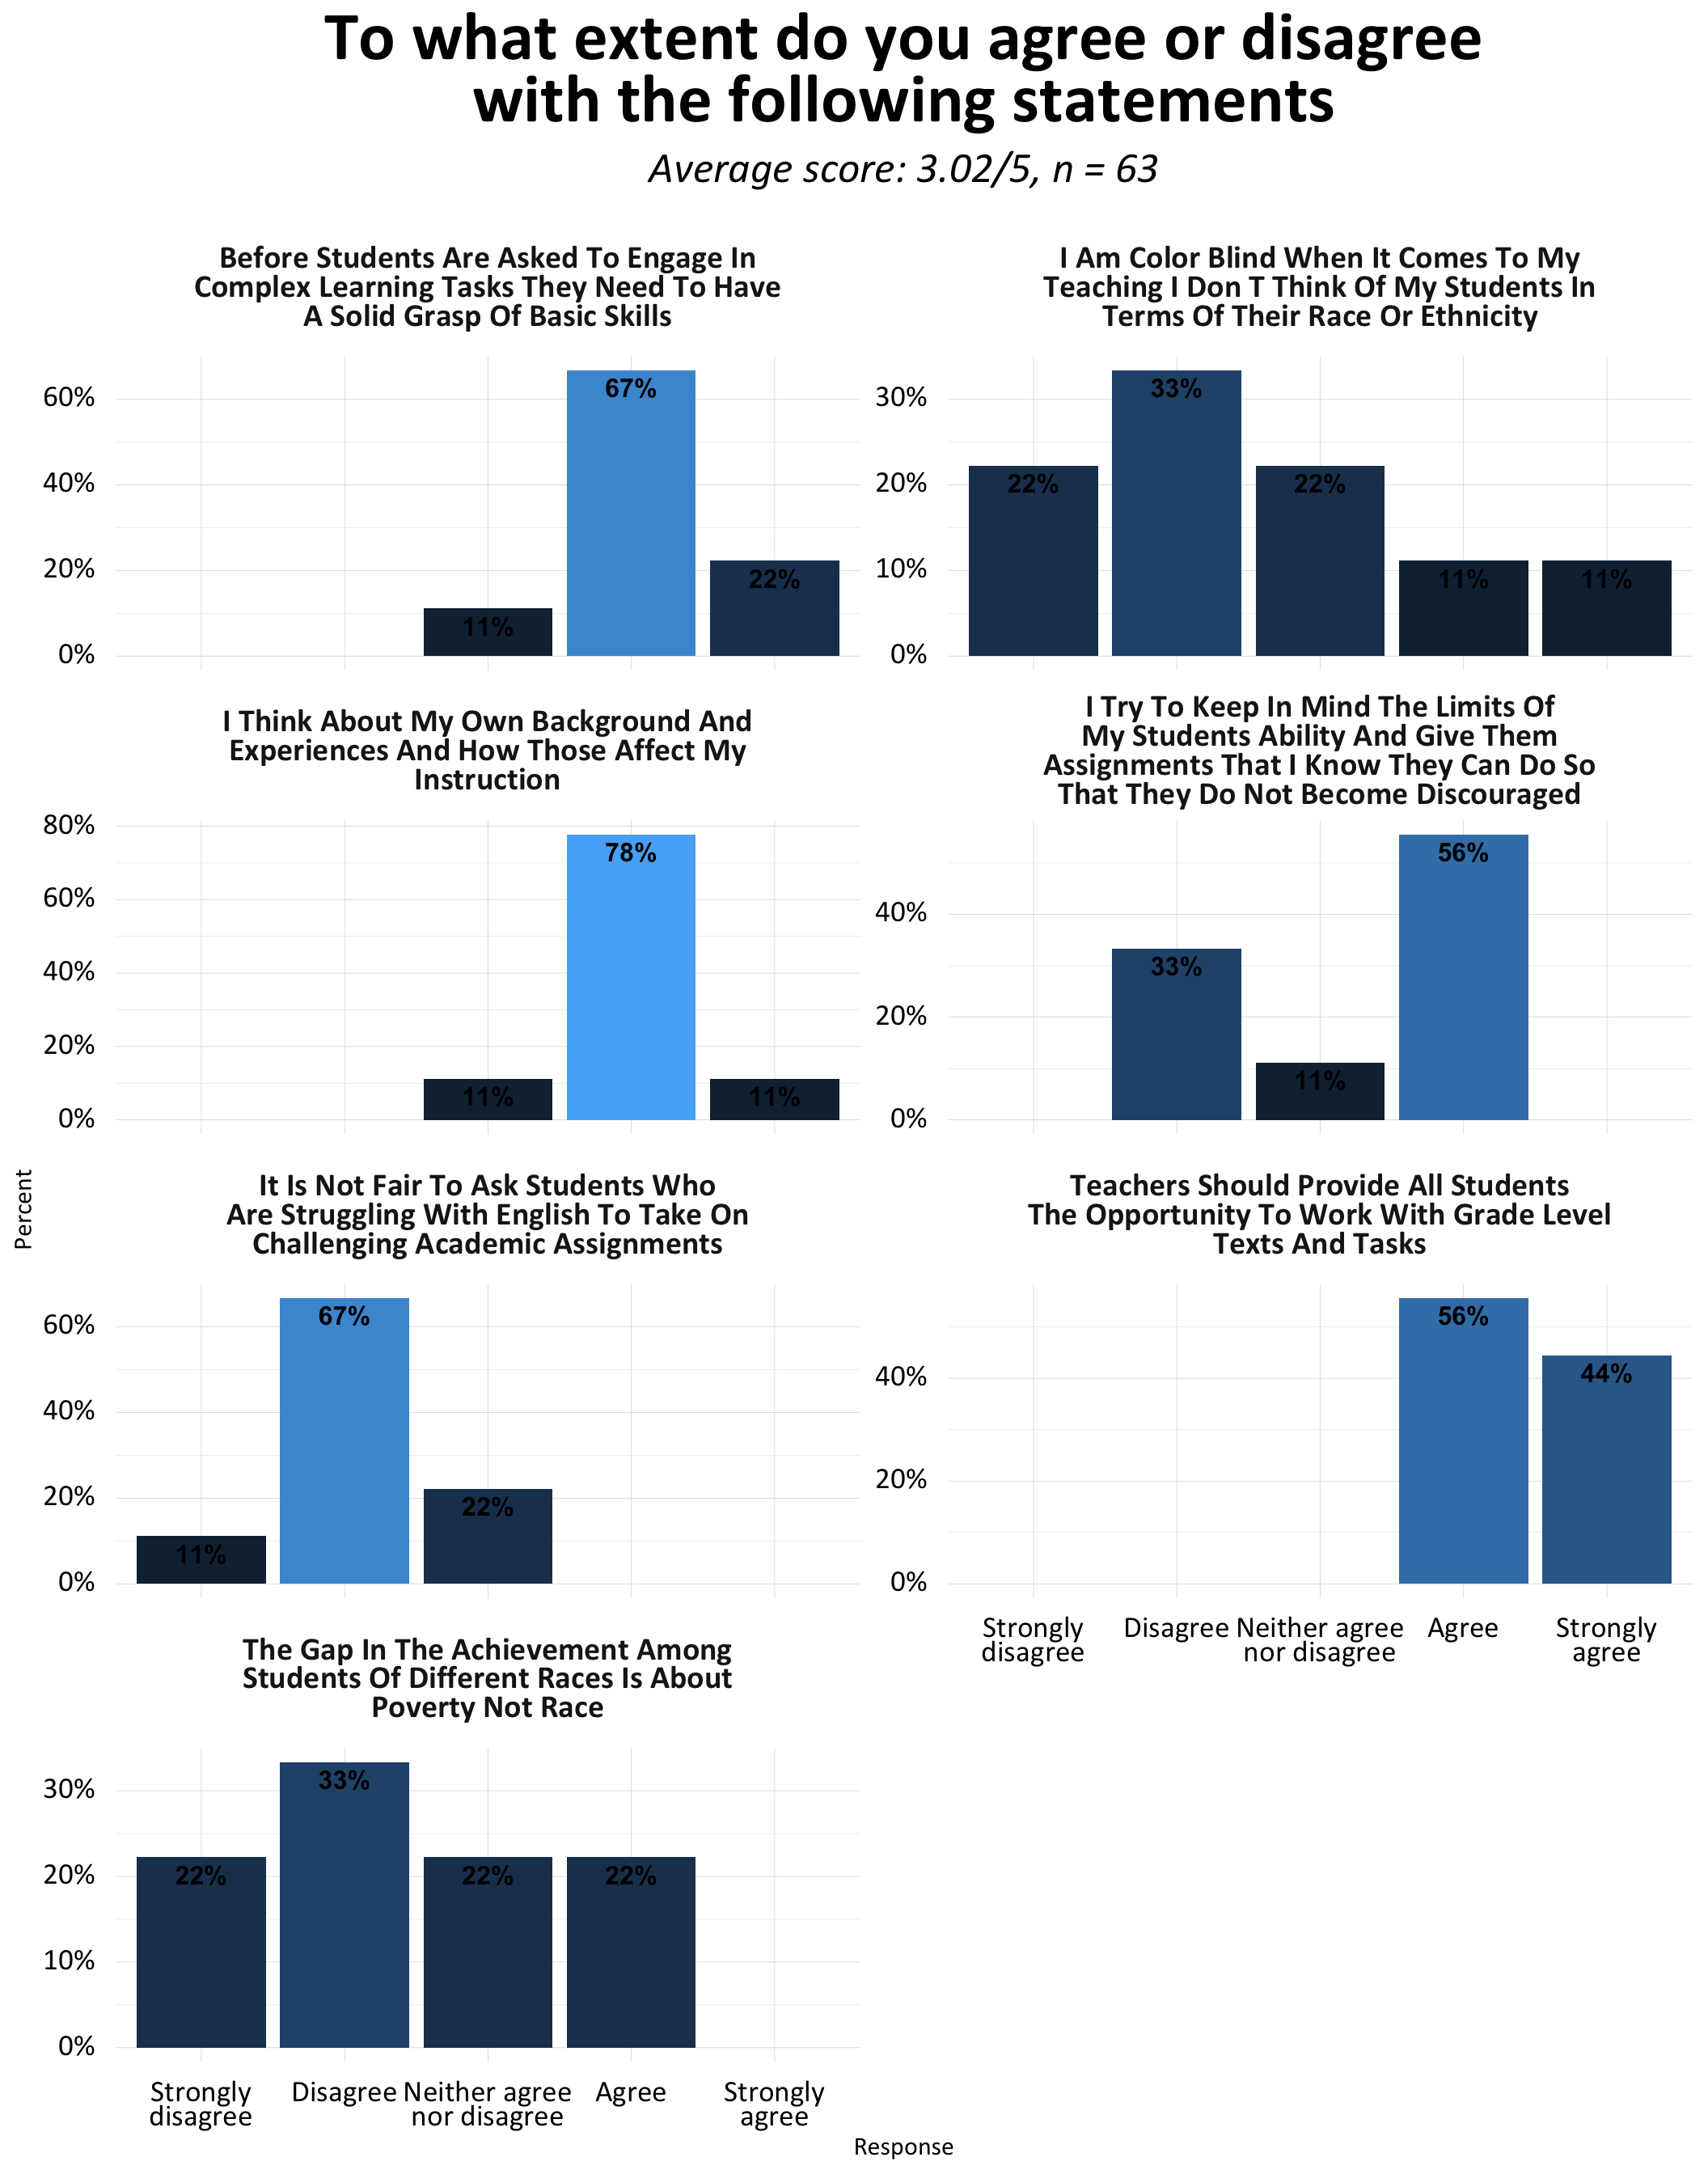 To what extent do you agree or disagree
with the following statements
Average score: 3.02/5, n = 63
Before Students Are Asked To Engage In
Complex Learning Tasks They Need To Have
A Solid Grasp Of Basic Skills
60%
40%
20%
0%
67%
22%
11%
I Am Color Blind When It Comes To My
Teaching I Don T Think Of My Students In
Terms Of Their Race Or Ethnicity
30%
20%
10%
0%
22%
33%
22%
11%
11%
I Think About My Own Background And
Experiences And How Those Affect My
Instruction
80%
60%
40%
20%
0%
11%
78%
11%
I Try To Keep In Mind The Limits Of
My Students Ability And Give Them
Assignments That I Know They Can Do So
That They Do Not Become Discouraged
40%
20%
0%
33%
11%
56%
Percent
It Is Not Fair To Ask Students Who
Are Struggling With English To Take On
Challenging Academic Assignments
60%
40%
20%
0%
11%
67%
22%
Teachers Should Provide All Students
The Opportunity To Work With Grade Level
Texts And Tasks
40%
20%
0%
56%
44%
Strongly
disagree
Disagree
Neither agree
nor disagree
Agree
Strongly
agree
The Gap In The Achievement Among
Students Of Different Races Is About
Poverty Not Race
30%
20%
10%
0%
22%
33%
22%
22%
Strongly
disagree
Disagree
Neither agree
nor disagree
Agree
Strongly
agree
Response